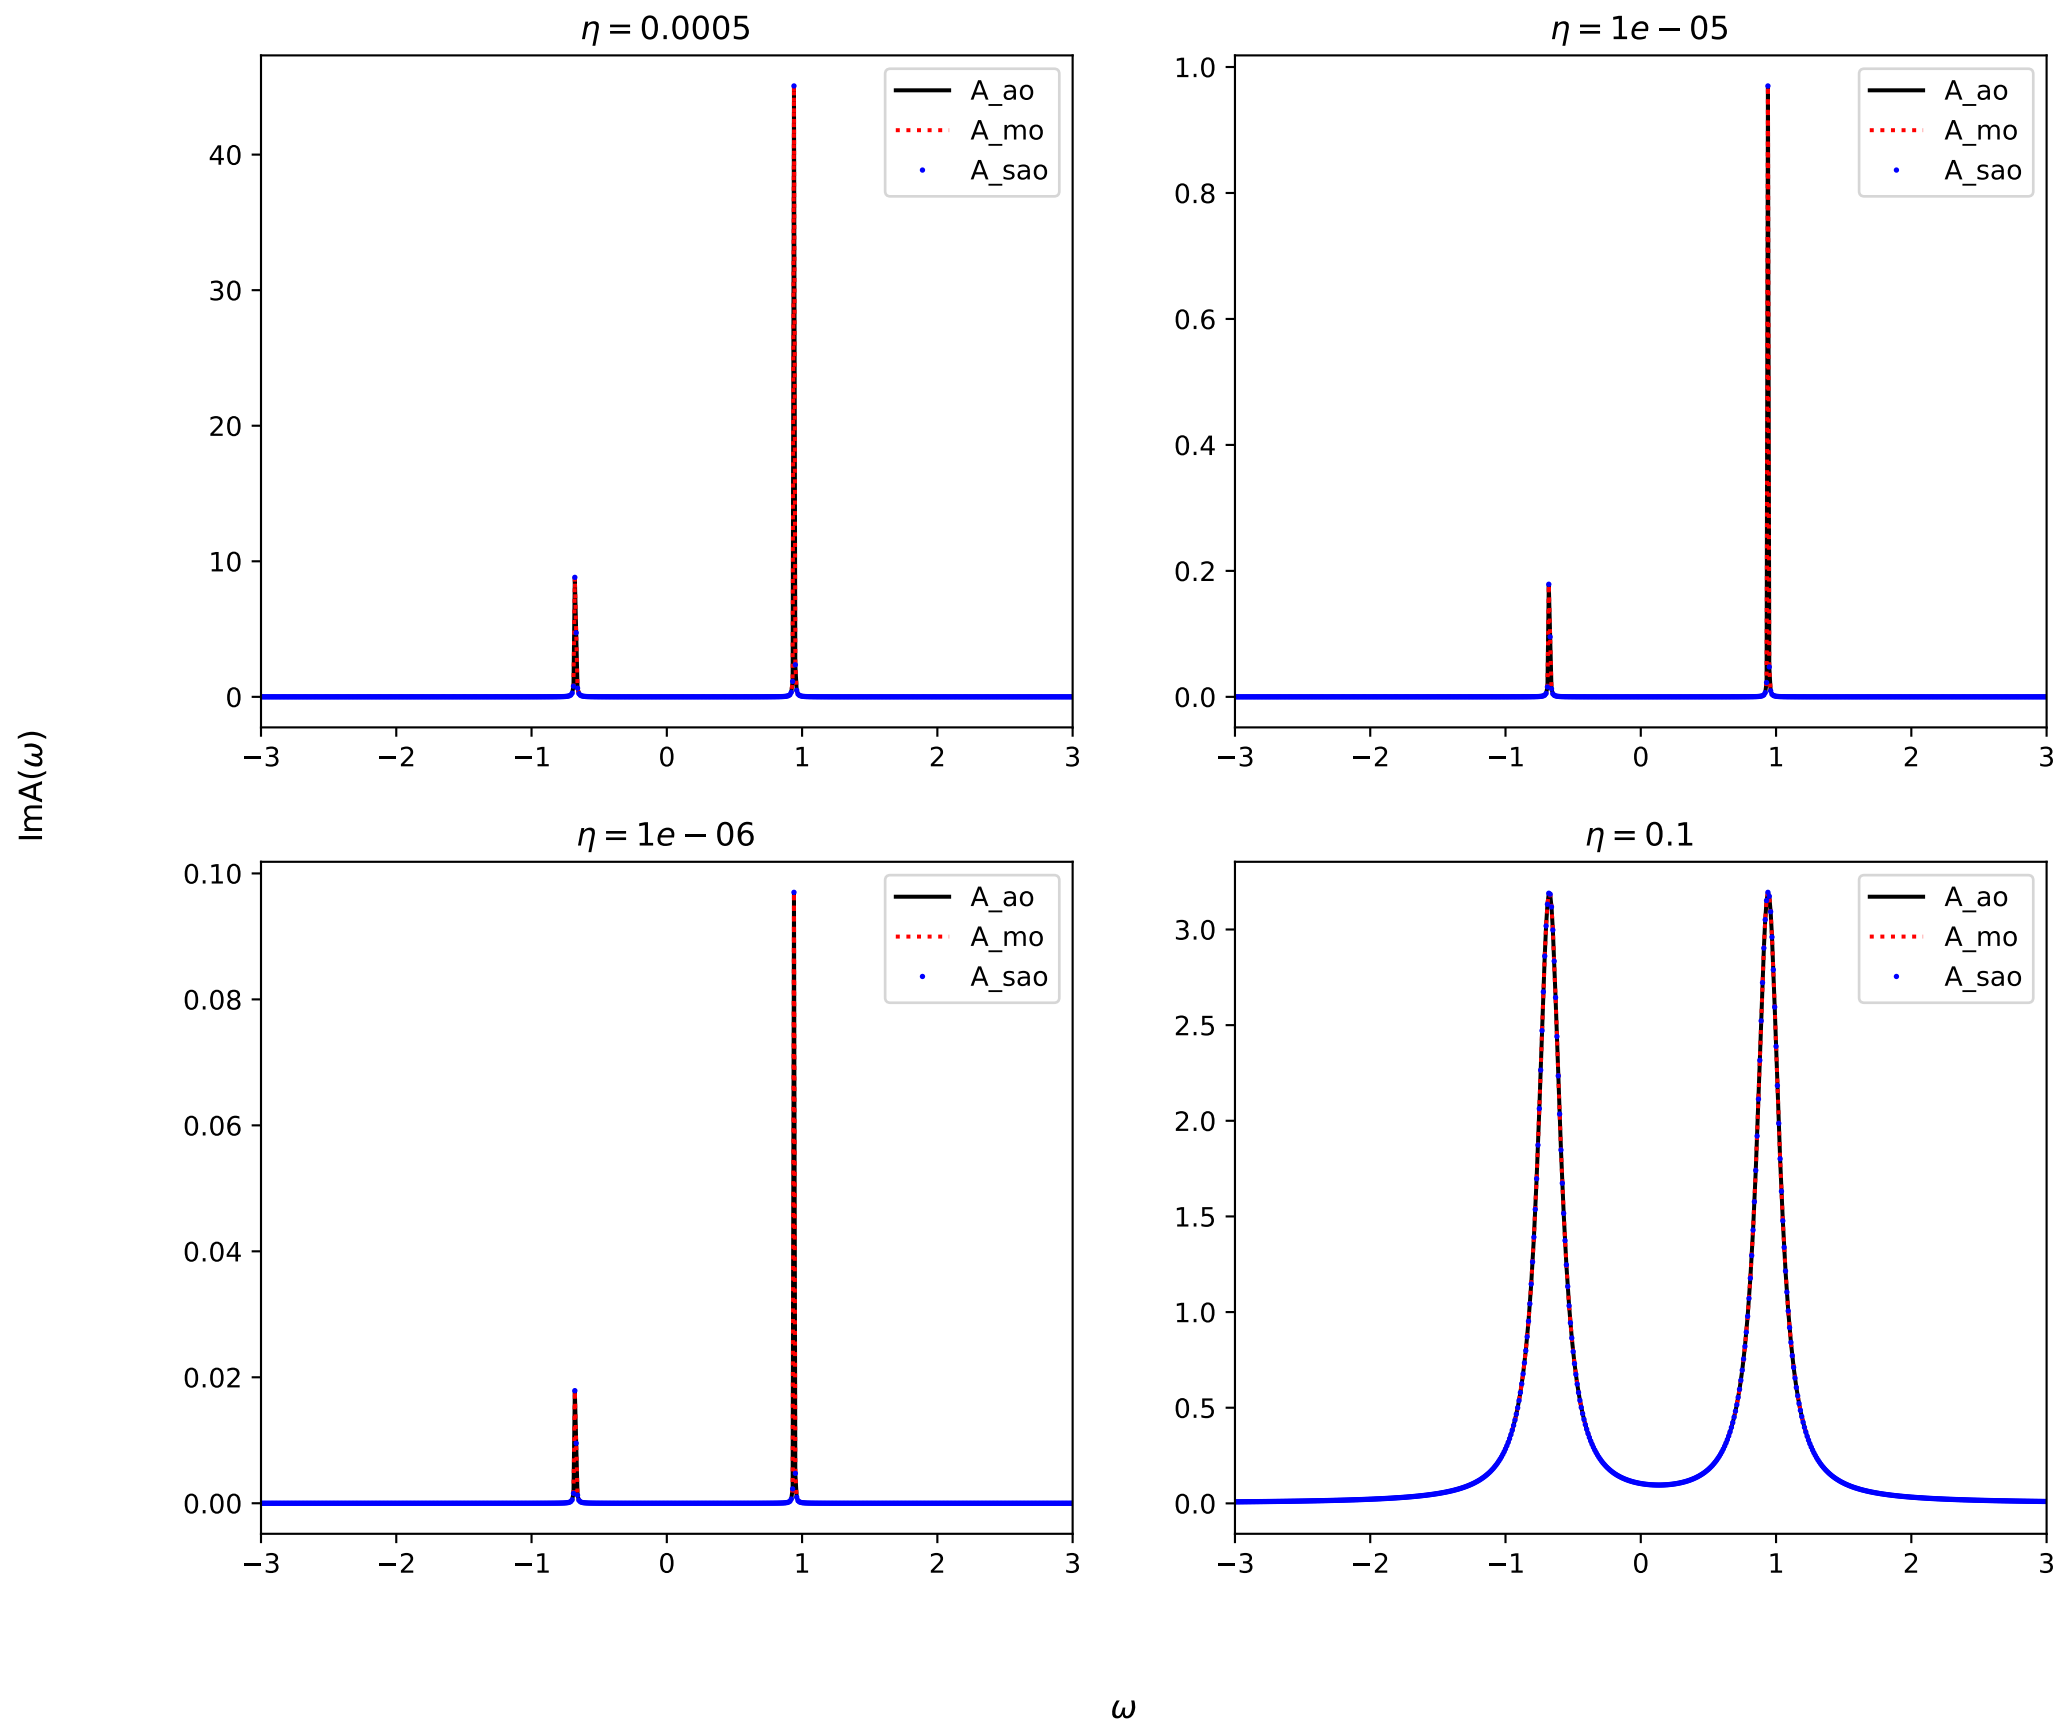 η = 0.0005
A_ao
A_mo
A_sao
40
30
20
10
0
−3 −2 −1 0 1 2 3
η = 1e − 05
A_ao
A_mo
A_sao
1.0
0.8
0.6
0.4
0.2
0.0
−3 −2 −1 0 1 2 3
ImA(ω)
η = 1e − 06
A_ao
A_mo
A_sao
0.10
0.08
0.06
0.04
0.02
0.00
−3 −2 −1 0 1 2 3
η = 0.1
A_ao
A_mo
A_sao
3.0
2.5
2.0
1.5
1.0
0.5
0.0
−3 −2 −1 0 1 2 3
ω